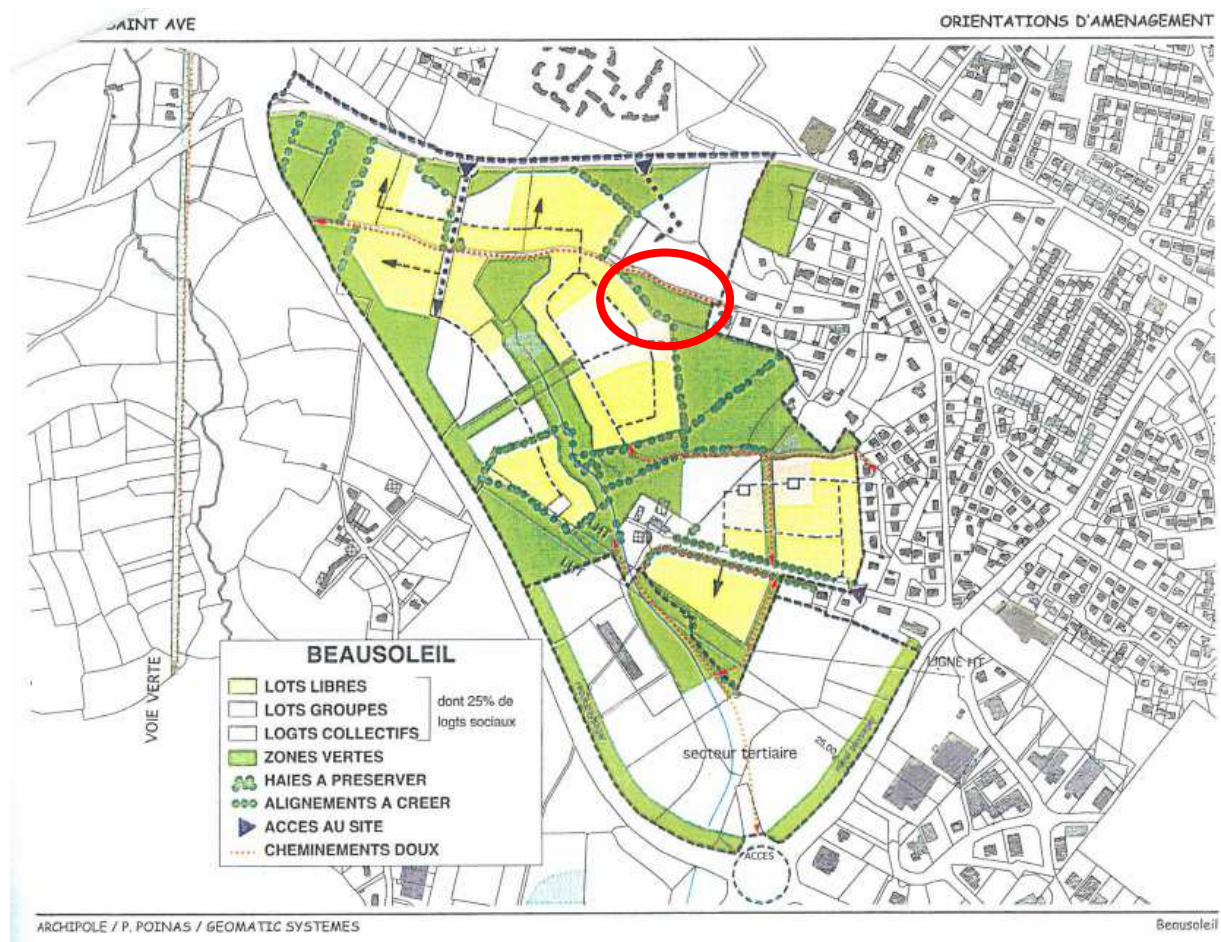 SAINT AVE
ORIENTATIONS D'AMENAGEMENT
VOIE VERTE
BEAUSOLEIL
LOTS LIBRES
LOTS GROUPES
LOGTS COLLECTIFS
dont 25% de
logts sociaux
ZONES VERTES
HAIES A PRESERVER
ALIGNEMENTS A CREER
ACCES AU SITE
CHEMINEMENTS DOUX
LIGNE HT
secteur tertiaire
25,00
ACCES
ARCHIPOLE / P. POINAS / GEOMATIC SYSTEMES
Beausoleil